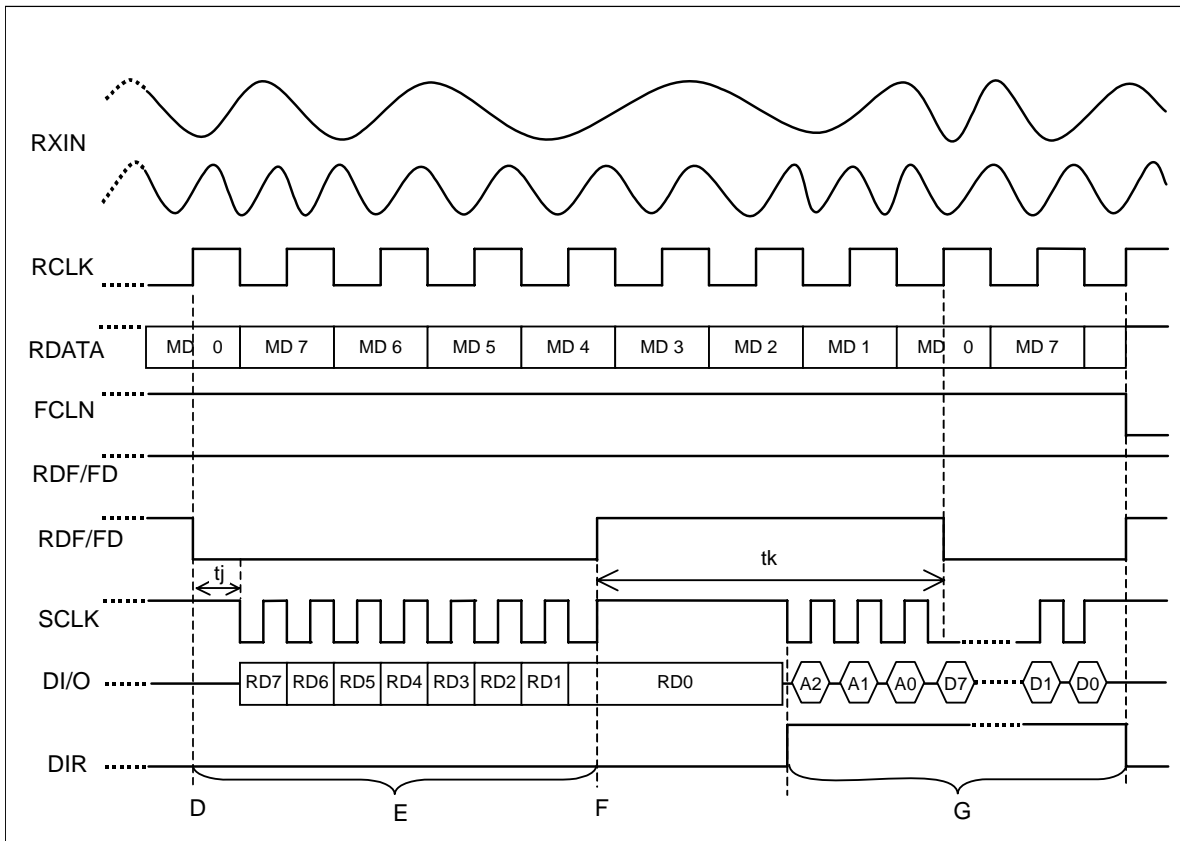 RXIN
RCLK
RDATA MD 0 MD 7 MD 6 MD 5 MD 4 MD 3 MD 2 MD 1 MD 0 MD 7
FCLN
RDF/FD
RDF/FD
tj tk
SCLK
DI/O RD7 RD6 RD5 RD4 RD3 RD2 RD1 RD0 A2 A1 A0 D7 D1 D0
DIR
D E F G